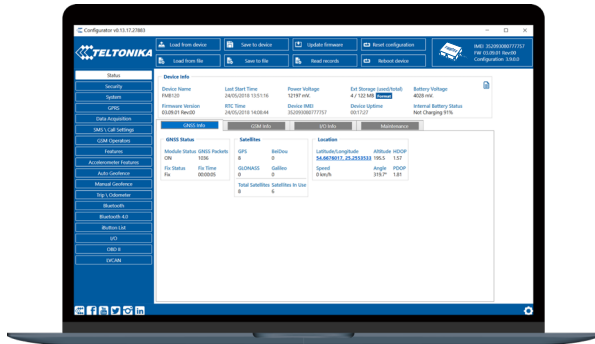 Configurator v0.13.17.27883
TELTONIKA
Load from device
Save to device
Update firmware
Reset configuration
Load from file
Save to file
Read records
Reboot device
IMEI 352093080777757
FW 03.09.01 Rev:00
Configuration 1.9.0.0
Status
Security
System
GPRS
Data Acquisition
SMS \ Call Settings
GSM Operators
Features
Accelerometer Features
Auto Geofence
Manual Geofence
Trip \ Odometer
Bluetooth
Bluetooth 4.0
iButton List
I/O
OBD II
LVCAN
Device Info
Device Name Last Start Time Power Voltage Ext Storage (used/total) Battery Voltage
FMB120 24/05/2018 13:51:16 12197 mV. 4 / 122 MB Format 4028 mV.
Firmware Version RTC Time Device IMEI Device Uptime Internal Battery Status
03.09.01 Rev:00 24/05/2018 14:08:44 352093080777757 00:17:27 Not Charging 91%
GNSS Info GSM Info I/O Info Maintenance
GNSS Status Satellites Location
Module Status GNSS Packets GPS BeiDou Latitude/Longitude Altitude HDOP
ON 1036 8 0 54.6678017, 25.2553533 195.5 1.57
Fix Status Fix Time GLONASS Galileo Speed Angle PDOP
Fix 00:00:05 0 0 0 km/h 315.7° 1.81
Total Satellites Satellites In Use
8 6